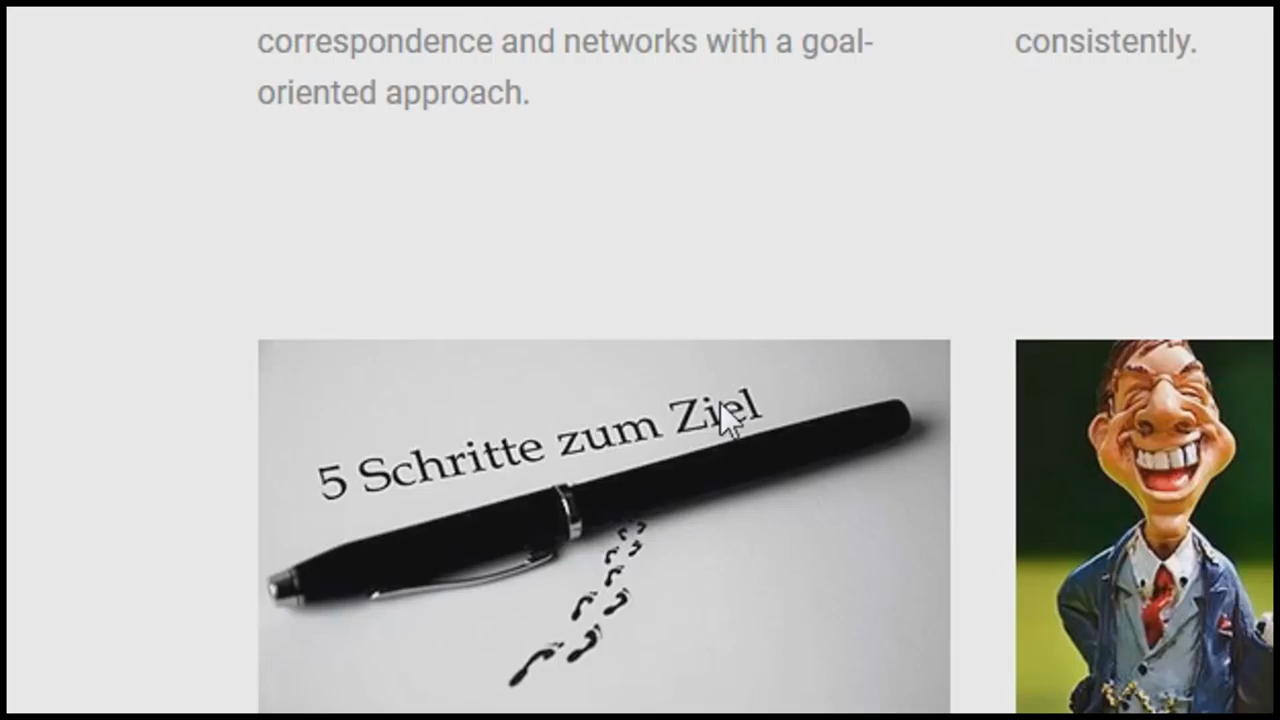 correspondence and networks with a goal-
oriented approach.
consistently.
5 Schritte zum Ziel